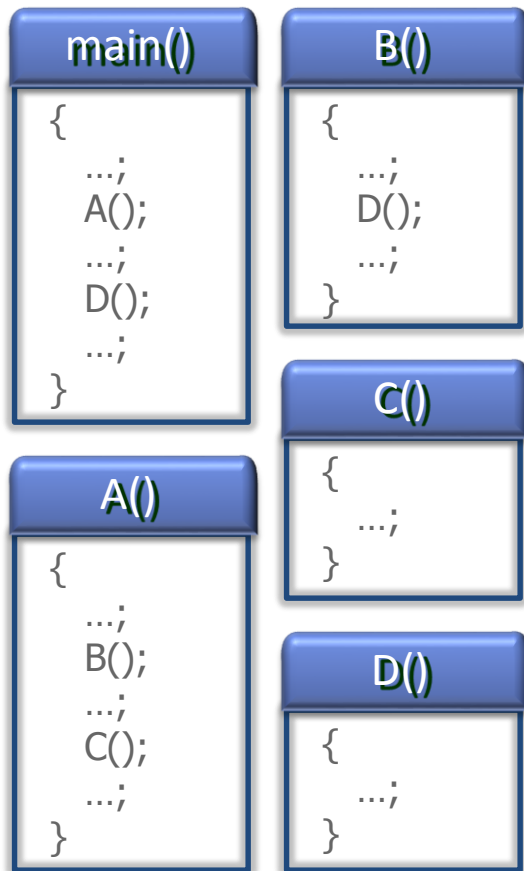 main()
{
...;
A();
...;
D();
...;
}
A()
{
...;
B();
...;
C();
...;
}
B()
{
...;
D();
...;
}
C()
{
...;
}
D()
{
...;
}